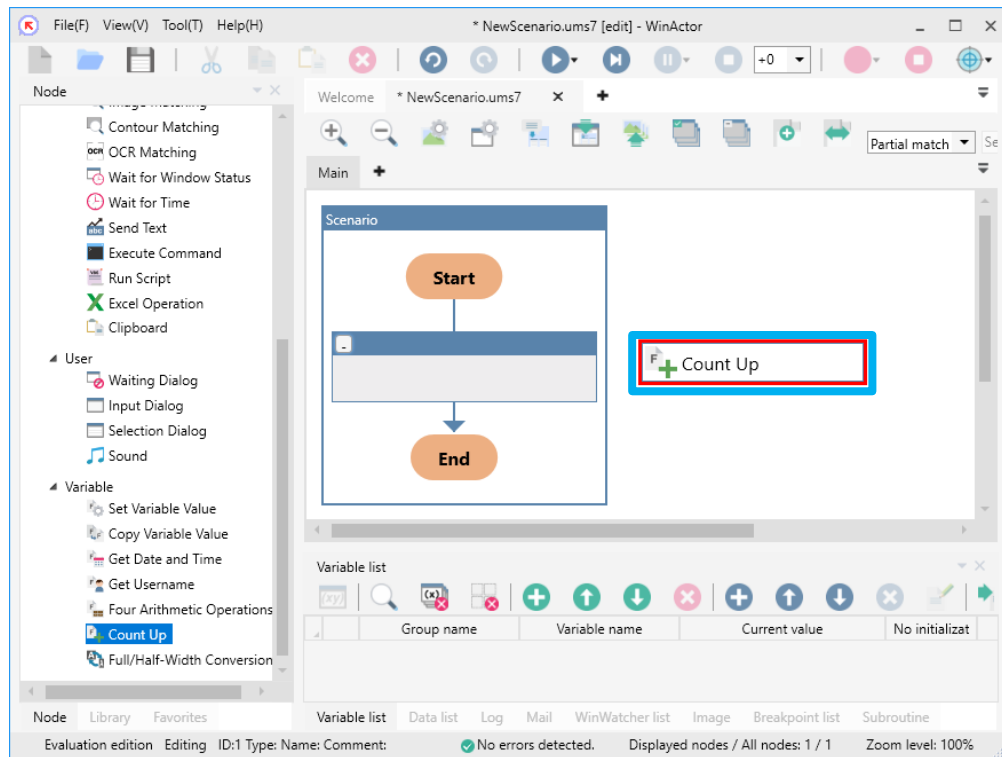 File(F) View(V) Tool(T) Help(H)
* NewScenario.ums7 [edit] - WinActor
+0
Node
Image Matching
Contour Matching
OCR OCR Matching
Wait for Window Status
Wait for Time
Send Text
Execute Command
Run Script
Excel Operation
Clipboard
User
Waiting Dialog
Input Dialog
Selection Dialog
Sound
Variable
Set Variable Value
Copy Variable Value
Get Date and Time
Get Username
Four Arithmetic Operations
Count Up
Full/Half-Width Conversion
Node Library Favorites
Welcome * NewScenario.ums7
Partial match Se
Main
Scenario
Start
End
F Count Up
Variable list
Group name Variable name Current value No initializat
Variable list Data list Log Mail WinWatcher list Image Breakpoint list Subroutine
Evaluation edition Editing ID:1 Type: Name: Comment: No errors detected. Displayed nodes / All nodes: 1 / 1 Zoom level: 100%